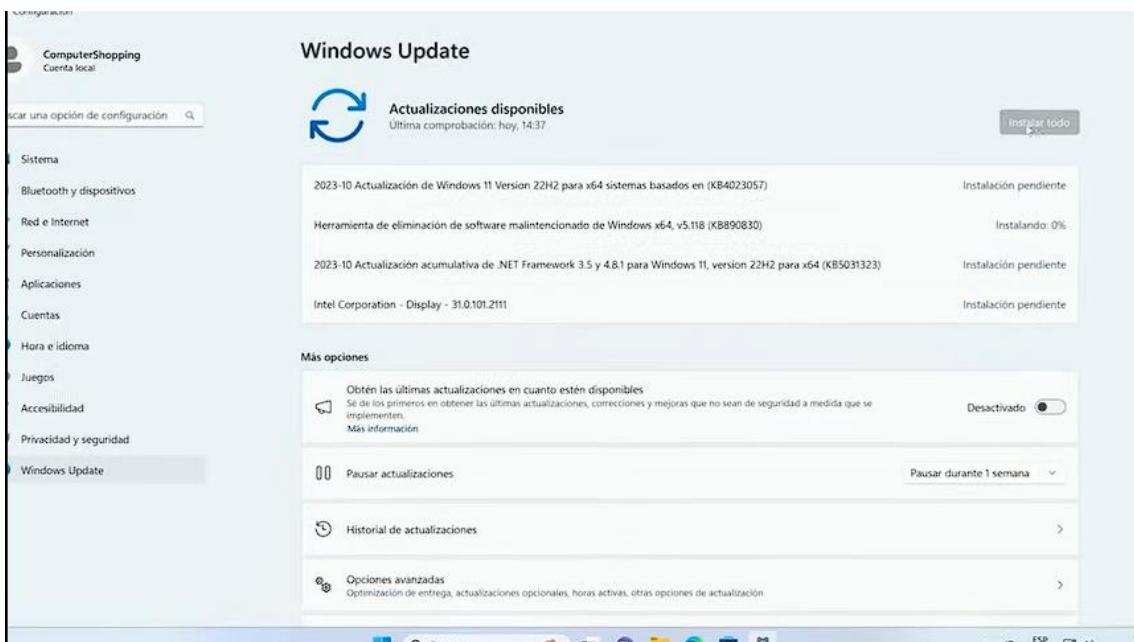 Configuración
ComputerShopping
Cuenta local
scar una opción de configuración
Sistema
Bluetooth y dispositivos
Red e Internet
Personalización
Aplicaciones
Cuentas
Hora e idioma
Juegos
Accesibilidad
Privacidad y seguridad
Windows Update
Windows Update
Actualizaciones disponibles
Última comprobación: hoy, 14:37
Instalar todo
2023-10 Actualización de Windows 11 Version 22H2 para x64 sistemas basados en (KB4023057)
Instalación pendiente
Herramienta de eliminación de software malintencionado de Windows x64, v5.118 (KB890830)
Instalando: 0%
2023-10 Actualización acumulativa de .NET Framework 3.5 y 4.8.1 para Windows 11, version 22H2 para x64 (KB5031323)
Instalación pendiente
Intel Corporation - Display - 31.0.101.2111
Instalación pendiente
Más opciones
Obtén las últimas actualizaciones en cuanto estén disponibles
Sé de los primeros en obtener las últimas actualizaciones, correcciones y mejoras que no sean de seguridad a medida que se
implementen.
Más información
Desactivado
Pausar actualizaciones
Pausar durante 1 semana
Historial de actualizaciones
Opciones avanzadas
Optimización de entrega, actualizaciones opcionales, horas activas, otras opciones de actualización
ESP